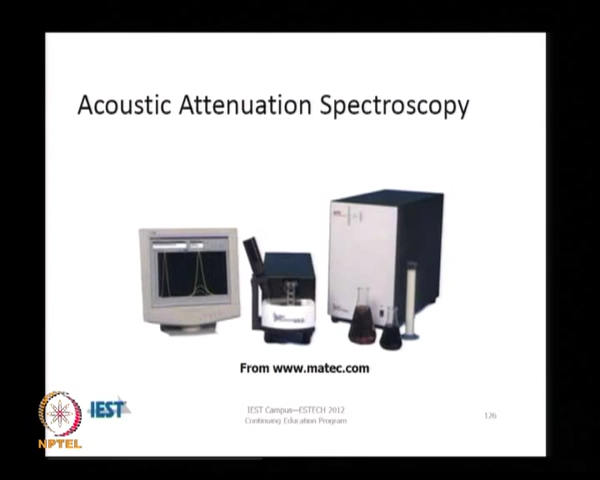 Acoustic Attenuation Spectroscopy
From www.matec.com
IEST
IEST Campus—ESTECH 2012
Continuing Education Program
126
NPTEL